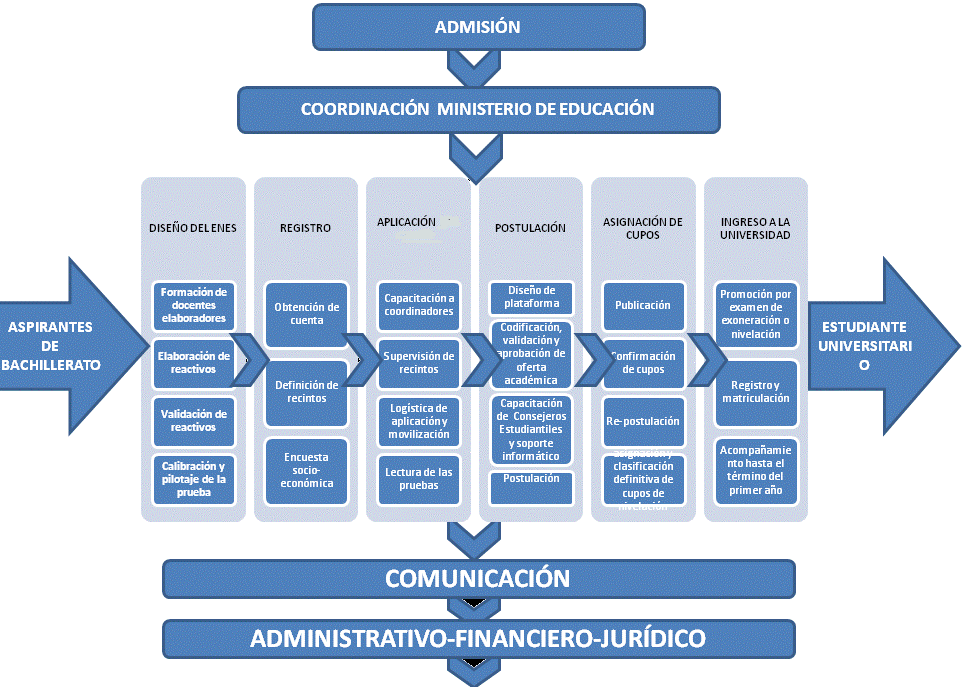 ADMISIÓN
COORDINACIÓN MINISTERIO DE EDUCACIÓN
ASPIRANTES
DE
BACHILLERATO
DISEÑO DEL ENES
Formación de
docentes
elaboradores
Elaboración de
reactivos
Validación de
reactivos
Calibración y
pilotaje de la
prueba
REGISTRO
Obtención de
cuenta
Definición de
recintos
Encuesta
socio-
económica
APLICACIÓN
Capacitación a
coordinadores
Supervisión de
recintos
Logística de
aplicación y
movilización
Lectura de las
pruebas
POSTULACIÓN
Diseño de
plataforma
Codificación,
validación y
aprobación de
oferta
académica
Capacitación
de Consejeros
Estudiantiles
y soporte
informático
Postulación
ASIGNACIÓN DE
CUPOS
Publicación
Confirmación
de cupos
Re-postulación
asignación y
clasificación
definitiva de
cupos de
nivelación
INGRESO A LA
UNIVERSIDAD
Promoción por
examen de
exoneración o
nivelación
Registro y
matriculación
Acompañamie
nto hasta el
término del
primer año
ESTUDIANTE
UNIVERSITARI
O
COMUNICACIÓN
ADMINISTRATIVO-FINANCIERO-JURÍDICO